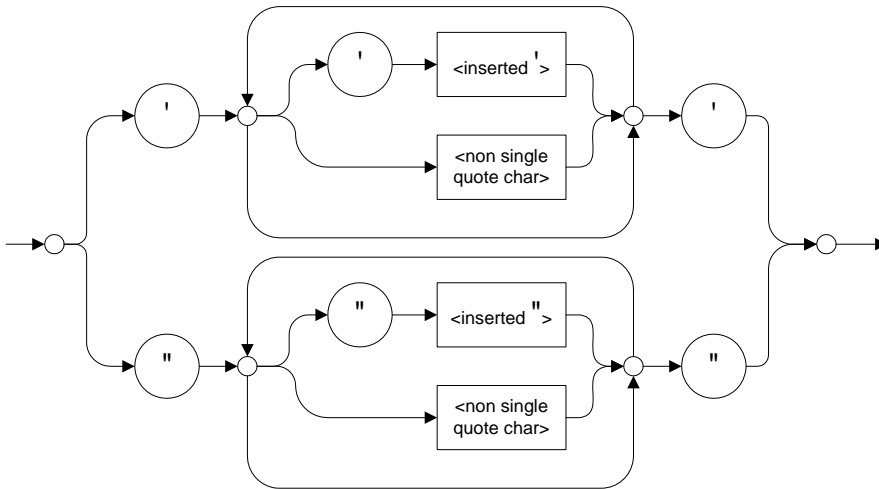 ' <inserted '>
' '
<non single
quote char>
" <inserted ">
" "
<non single
quote char>